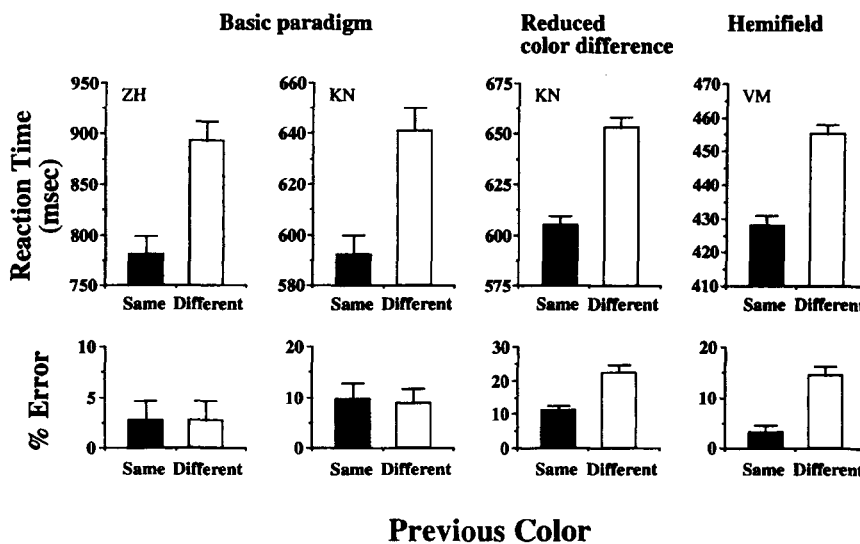 Basic paradigm
Reduced
color difference
Hemifield
Reaction Time
(msec)
950
900
850
800
750
ZH
Same Different
660
640
620
600
580
KN
Same Different
675
650
625
600
575
KN
Same Different
470
460
450
440
430
420
410
VM
Same Different
% Error
10
5
0
Same Different
20
10
0
Same Different
30
20
10
0
Same Different
20
10
0
Same Different
Previous Color